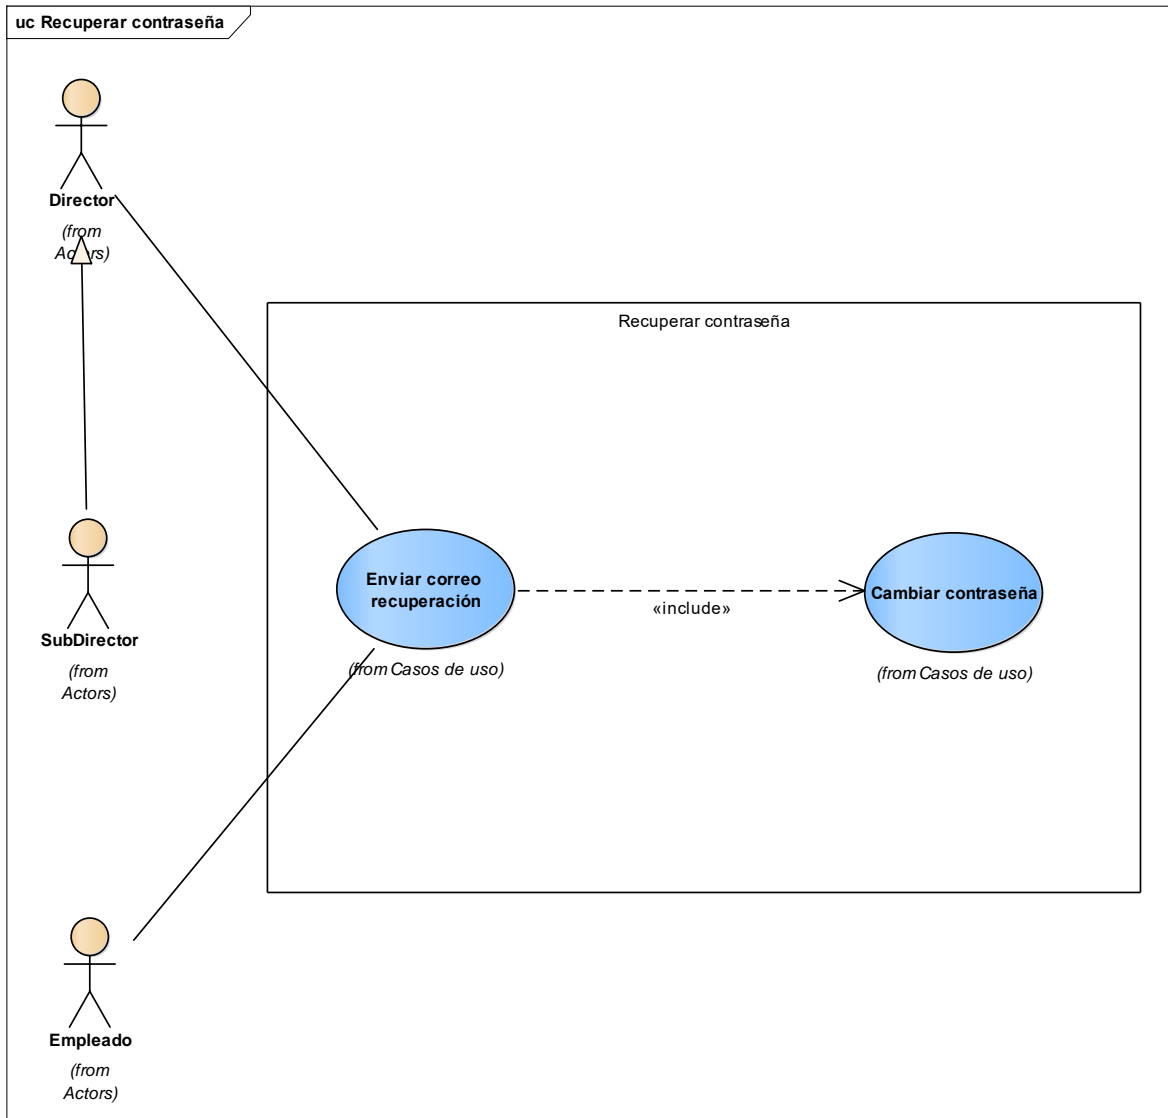 uc Recuperar contraseña
Director
(from
Actors)
Recuperar contraseña
Enviar correo
recuperación
(from Casos de uso)
«include»
Cambiar contraseña
(from Casos de uso)
SubDirector
(from
Actors)
Empleado
(from
Actors)